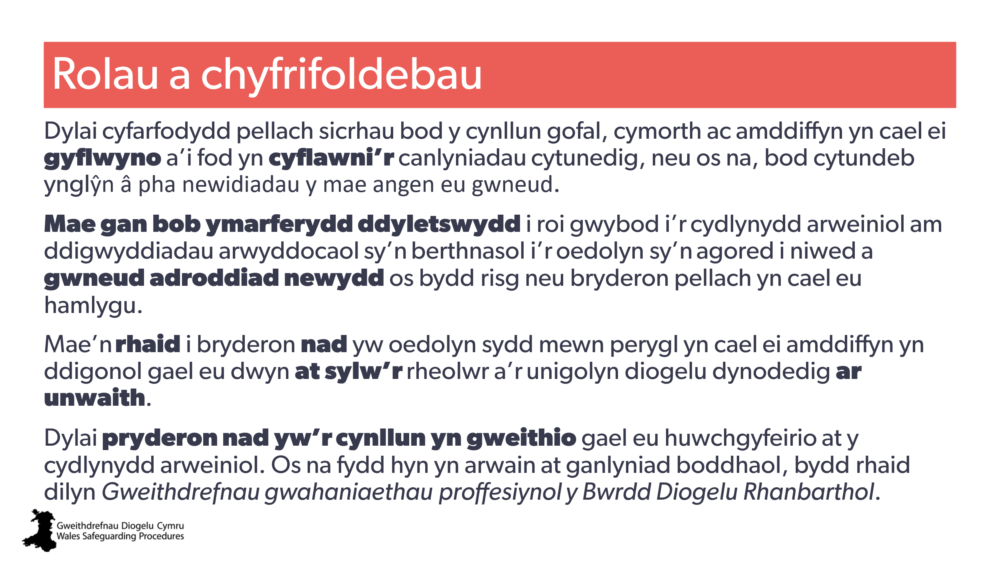 Rolau a chyfrifoldebau
Dylai cyfarfodydd pellach sicrhau bod y cynllun gofal, cymorth ac amddiffyn yn cael ei
gyflwyno a’i fod yn cyflawni’r canlyniadau cytunedig, neu os na, bod cytundeb
ynglŷn â pha newidiadau y mae angen eu gwneud.
Mae gan bob ymarferydd ddyletswydd i roi gwybod i’r cydlynydd arweiniol am
ddigwyddiadau arwyddocaol sy’n berthnasol i’r oedolyn sy’n agored i niwed a
gwneud adroddiad newydd os bydd risg neu bryderon pellach yn cael eu
hamlygu.
Mae’n rhaid i bryderon nad yw oedolyn sydd mewn perygl yn cael ei amddiffyn yn
ddigonol gael eu dwyn at sylw’r rheolwr a’r unigolyn diogelu dynodedig ar
unwaith.
Dylai pryderon nad yw’r cynllun yn gweithio gael eu huwchgyfeirio at y
cydlynydd arweiniol. Os na fydd hyn yn arwain at ganlyniad boddhaol, bydd rhaid
dilyn Gweithdrefnau gwahaniaethau proffesiynol y Bwrdd Diogelu Rhanbarthol.
Gweithdrefnau Diogelu Cymru
Wales Safeguarding Procedures